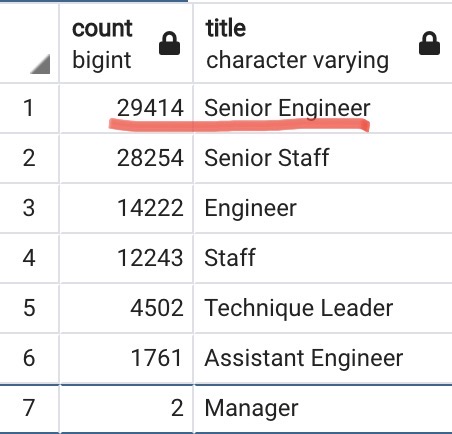 count title
bigint character varying
1 29414 Senior Engineer
2 28254 Senior Staff
3 14222 Engineer
4 12243 Staff
5 4502 Technique Leader
6 1761 Assistant Engineer
7 2 Manager